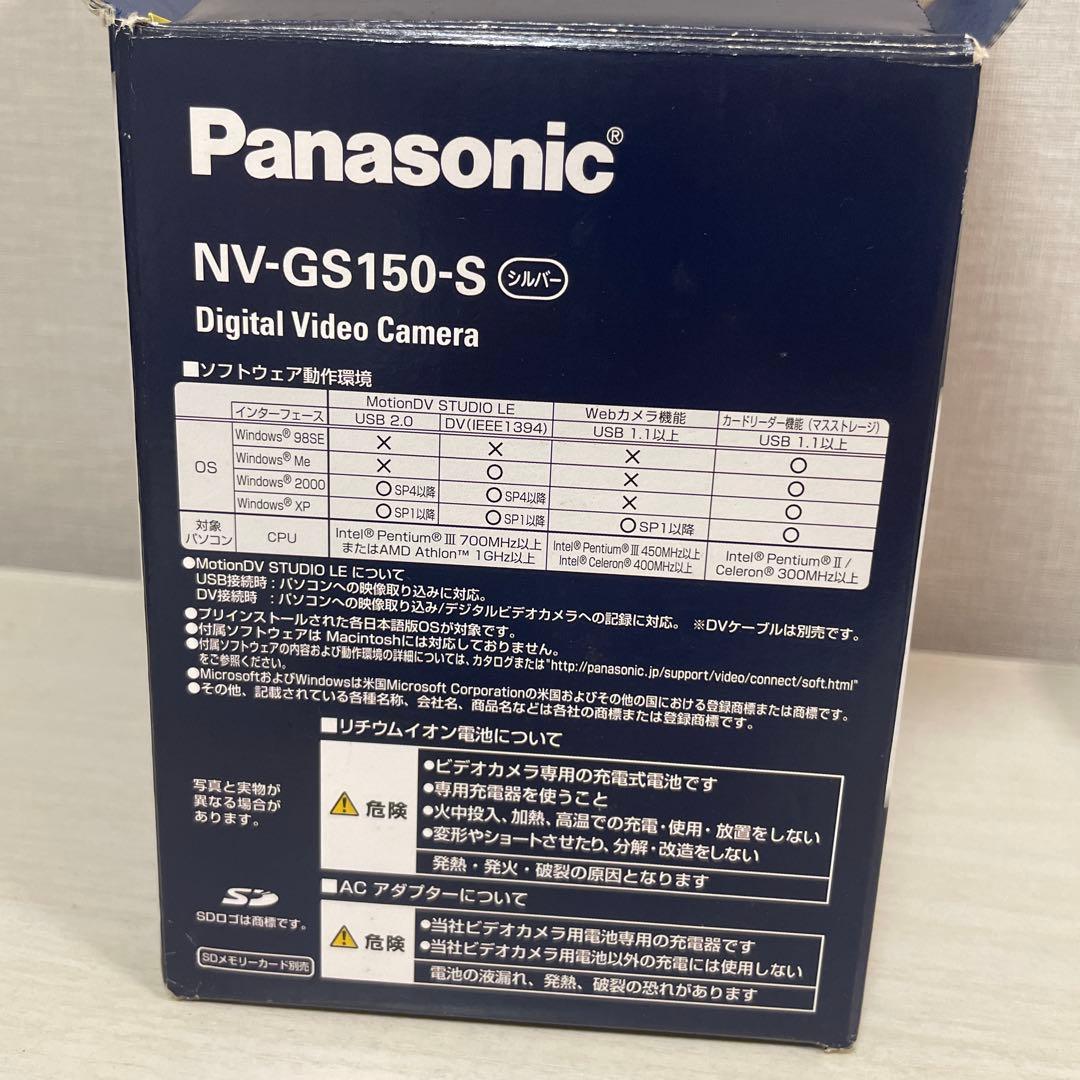 Panasonic®
NV-GS150-S シルバー
Digital Video Camera
■ソフトウェア動作環境
MotionDV STUDIO LE Webカメラ機能 カードリーダー機能（マスストレージ）
インターフェース USB 2.0 DV(IEEE1394) USB 1.1以上 USB 1.1以上
OS
Windows® 98SE × × × ○
Windows® Me × ○ × ○
Windows® 2000 ○ SP4以降 ○ SP4以降 × ○
Windows® XP ○ SP1以降 ○ SP1以降 ○ SP1以降 ○
対象
パソコン
CPU
Intel® Pentium® Ⅲ 700MHz以上
またはAMD Athlon™ 1GHz以上
Intel® Pentium® Ⅲ 450MHz以上
Intel® Celeron® 400MHz以上
Intel® Pentium® Ⅱ /
Celeron® 300MHz以上
●MotionDV STUDIO LE について
USB接続時：パソコンへの映像取り込みに対応。
DV接続時 ：パソコンへの映像取り込み/デジタルビデオカメラへの記録に対応。 ※DVケーブルは別売です。
●プリインストールされた各日本語版OSが対象です。
●付属ソフトウェアは Macintoshには対応しておりません。
●付属ソフトウェアの内容および動作環境の詳細については、カタログまたは"http://panasonic.jp/support/video/connect/soft.html"
をご参照ください。
●MicrosoftおよびWindowsは米国Microsoft Corporationの米国およびその他の国における登録商標または商標です。
●その他、記載されている各種名称、会社名、商品名などは各社の商標または登録商標です。
■リチウムイオン電池について
危険
●ビデオカメラ専用の充電式電池です
●専用充電器を使うこと
●火中投入、加熱、高温での充電・使用・放置をしない
●変形やショートさせたり、分解・改造をしない
発熱・発火・破裂の原因となります
写真と実物が
異なる場合が
あります。
■AC アダプターについて
危険
●当社ビデオカメラ用電池専用の充電器です
●当社ビデオカメラ用電池以外の充電には使用しない
電池の液漏れ、発熱、破裂の恐れがあります
SD
SDロゴは商標です。
SDメモリーカード別売